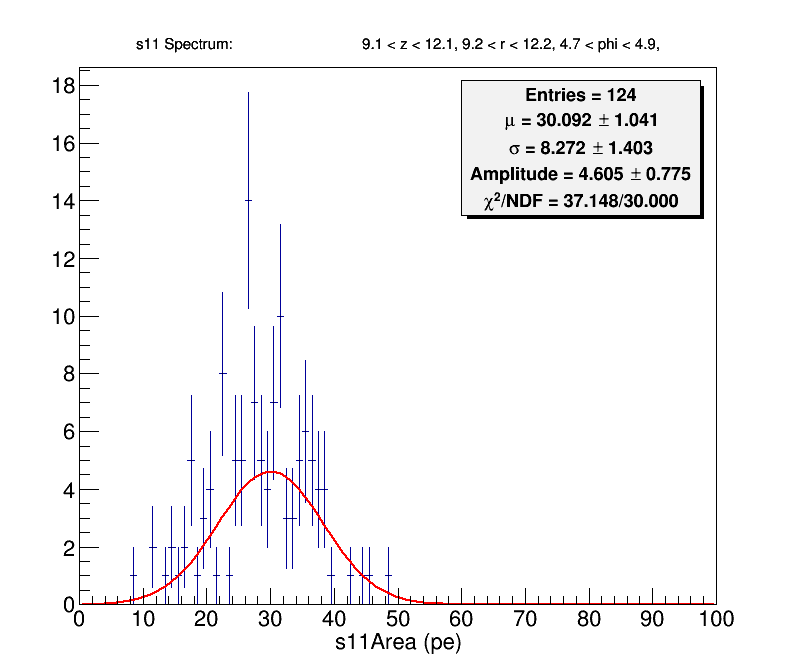 s11 Spectrum: 9.1 < z < 12.1, 9.2 < r < 12.2, 4.7 < phi < 4.9,
Entries = 124
μ = 30.092 ± 1.041
σ = 8.272 ± 1.403
Amplitude = 4.605 ± 0.775
χ²/NDF = 37.148/30.000
18
16
14
12
10
8
6
4
2
0
0 10 20 30 40 50 60 70 80 90 100
s11Area (pe)